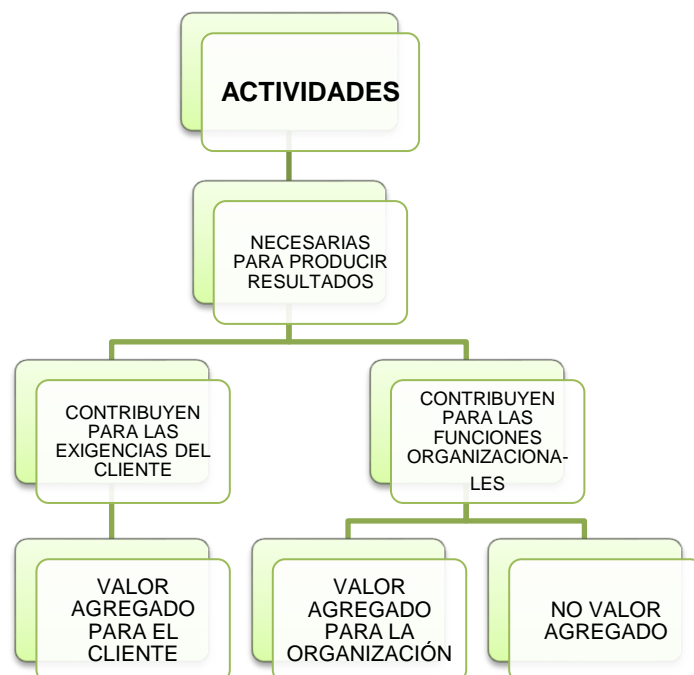 ACTIVIDADES
NECESARIAS
PARA PRODUCIR
RESULTADOS
CONTRIBUYEN
PARA LAS
EXIGENCIAS DEL
CLIENTE
CONTRIBUYEN
PARA LAS
FUNCIONES
ORGANIZACIONA-
LES
VALOR
AGREGADO
PARA EL
CLIENTE
VALOR
AGREGADO
PARA LA
ORGANIZACIÓN
NO VALOR
AGREGADO